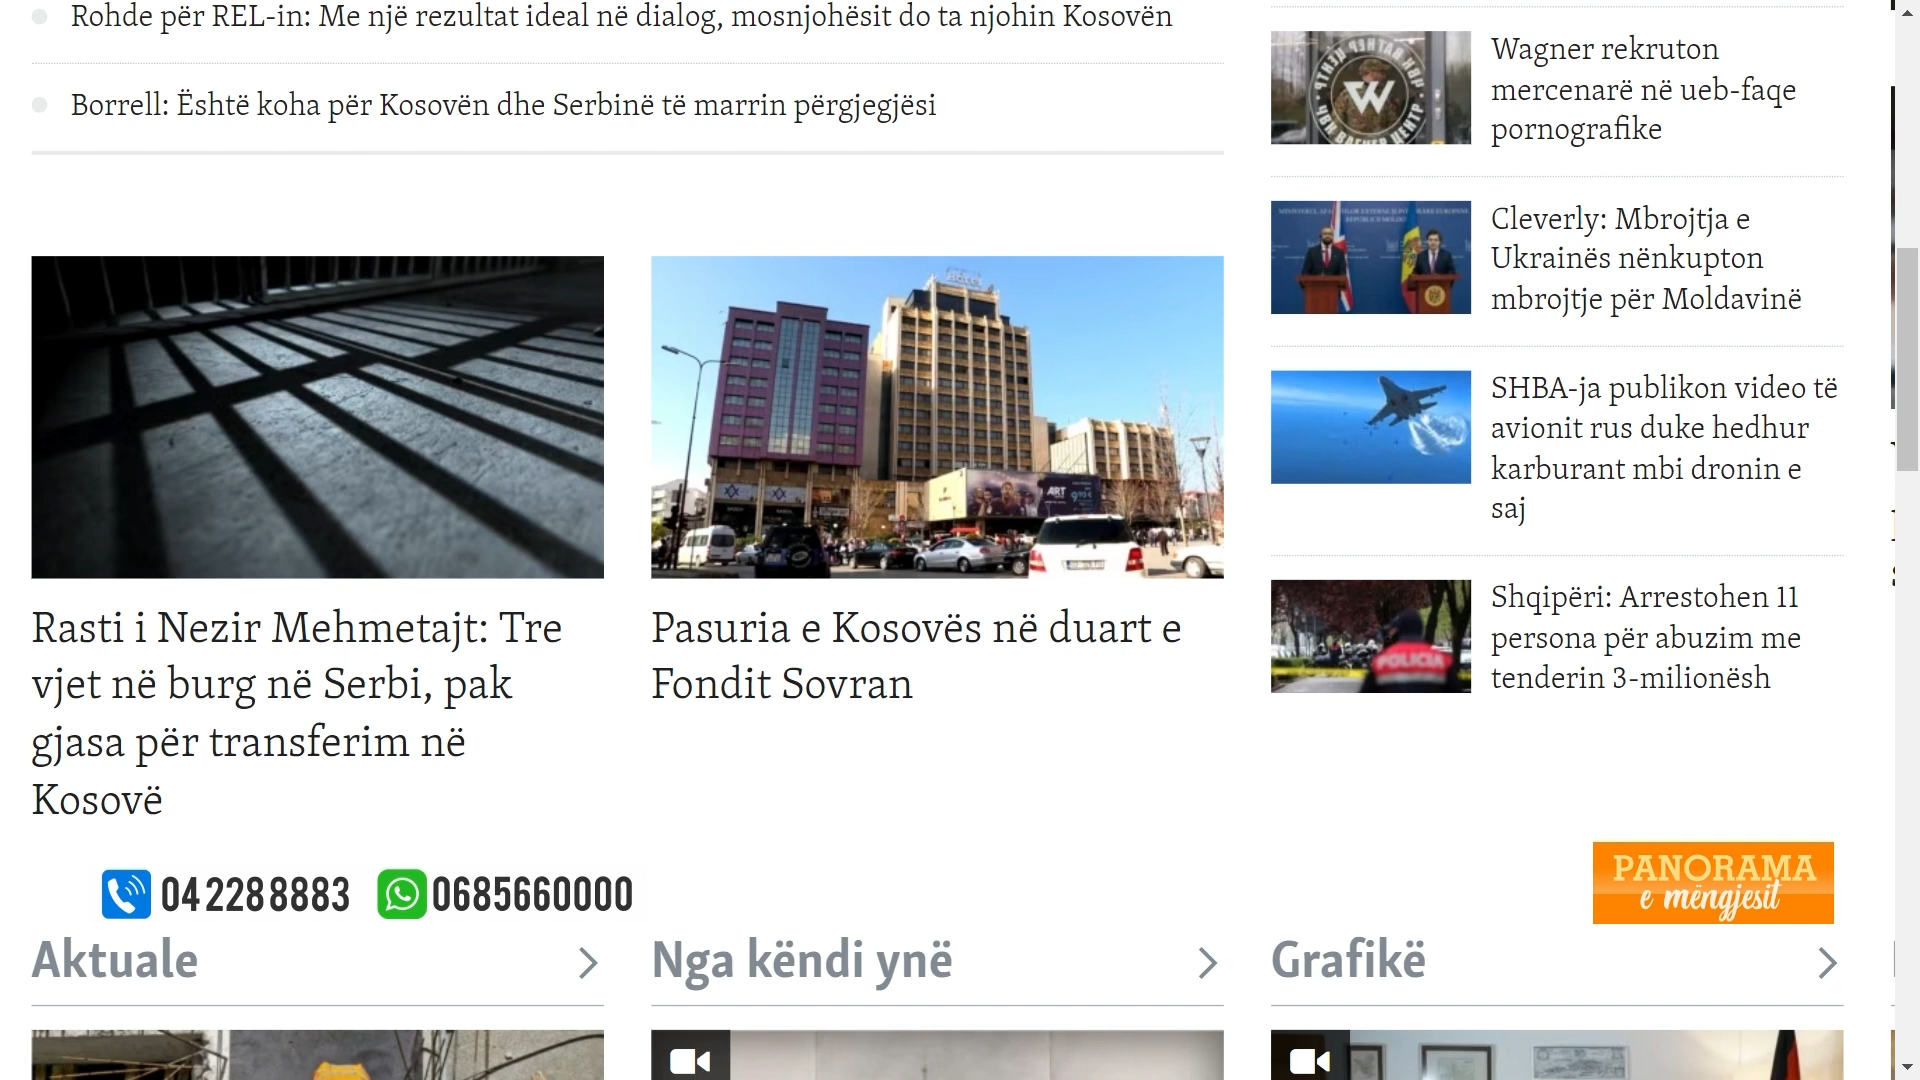 Rohde për REL-in: Me një rezultat ideal në dialog, mosnjohësit do ta njohin Kosovën
Borrell: Është koha për Kosovën dhe Serbinë të marrin përgjegjësi
Rasti i Nezir Mehmetajt: Tre
vjet në burg në Serbi, pak
gjasa për transferim në
Kosovë
Pasuria e Kosovës në duart e
Fondit Sovran
Wagner rekruton
mercenarë në ueb-faqe
pornografike
Cleverly: Mbrojtja e
Ukrainës nënkupton
mbrojtje për Moldavinë
SHBA-ja publikon video të
avionit rus duke hedhur
karburant mbi dronin e
saj
POLICIA
Shqipëri: Arrestohen 11
persona për abuzim me
tenderin 3-milionësh
04 228 8883
0685660000
PANORAMA
e mëngjesit
Aktuale
Nga këndi ynë
Grafikë